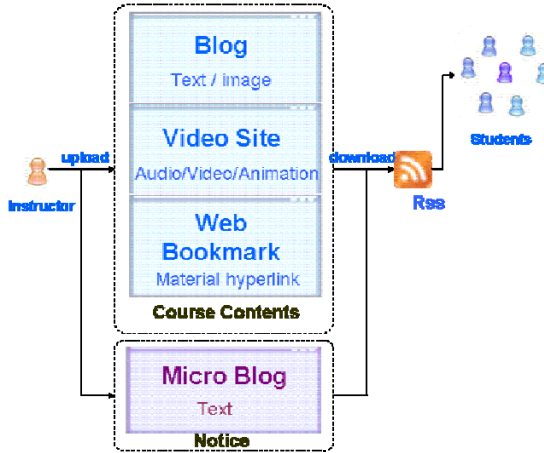 Blog
Text / image
Video Site
Audio/Video/Animation
Web
Bookmark
Material hyperlink
Course Contents
upload
Instructor
download
Rss
Students
Micro Blog
Text
Notice